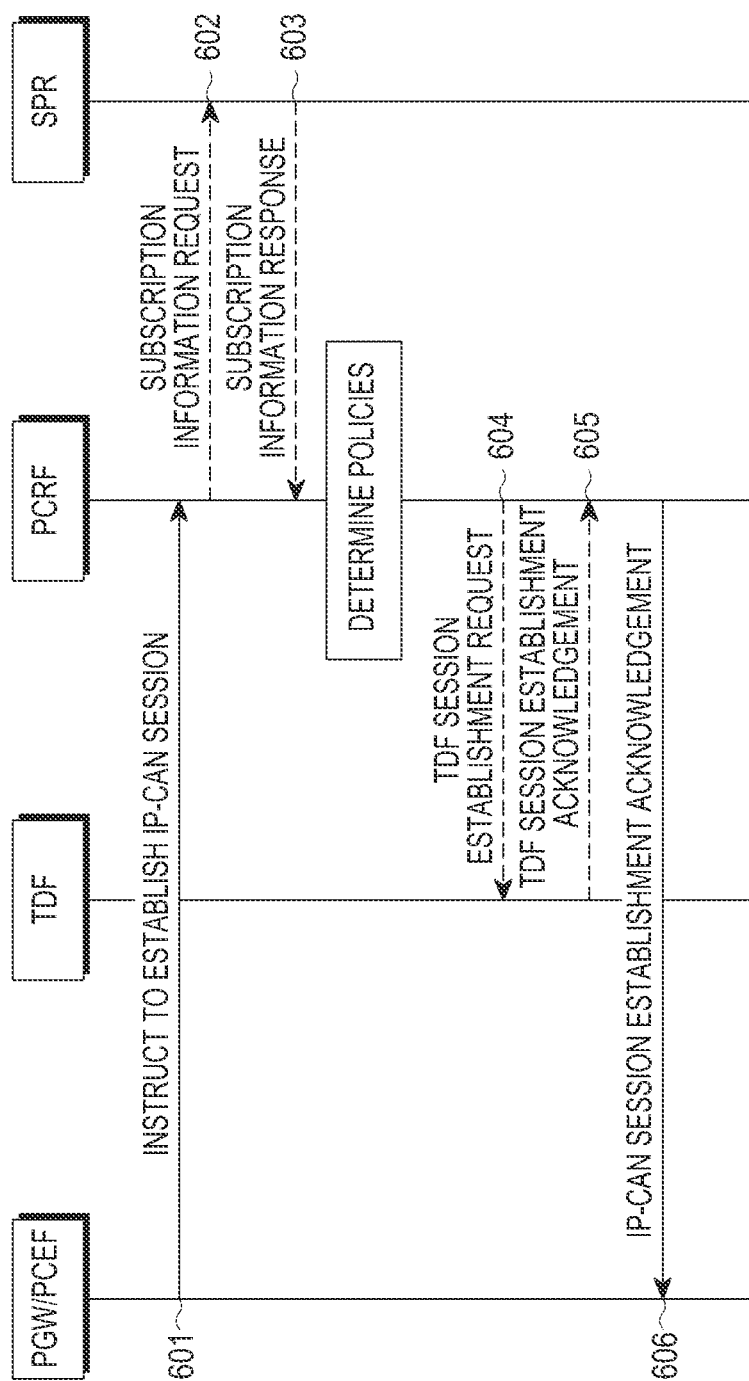 PGW/PCEF
TDF
PCRF
SPR
601
INSTRUCT TO ESTABLISH IP-CAN SESSION
SUBSCRIPTION
INFORMATION REQUEST
602
SUBSCRIPTION
INFORMATION RESPONSE
603
DETERMINE POLICIES
TDF SESSION
ESTABLISHMENT REQUEST
604
TDF SESSION ESTABLISHMENT
ACKNOWLEDGEMENT
605
606
IP-CAN SESSION ESTABLISHMENT ACKNOWLEDGEMENT